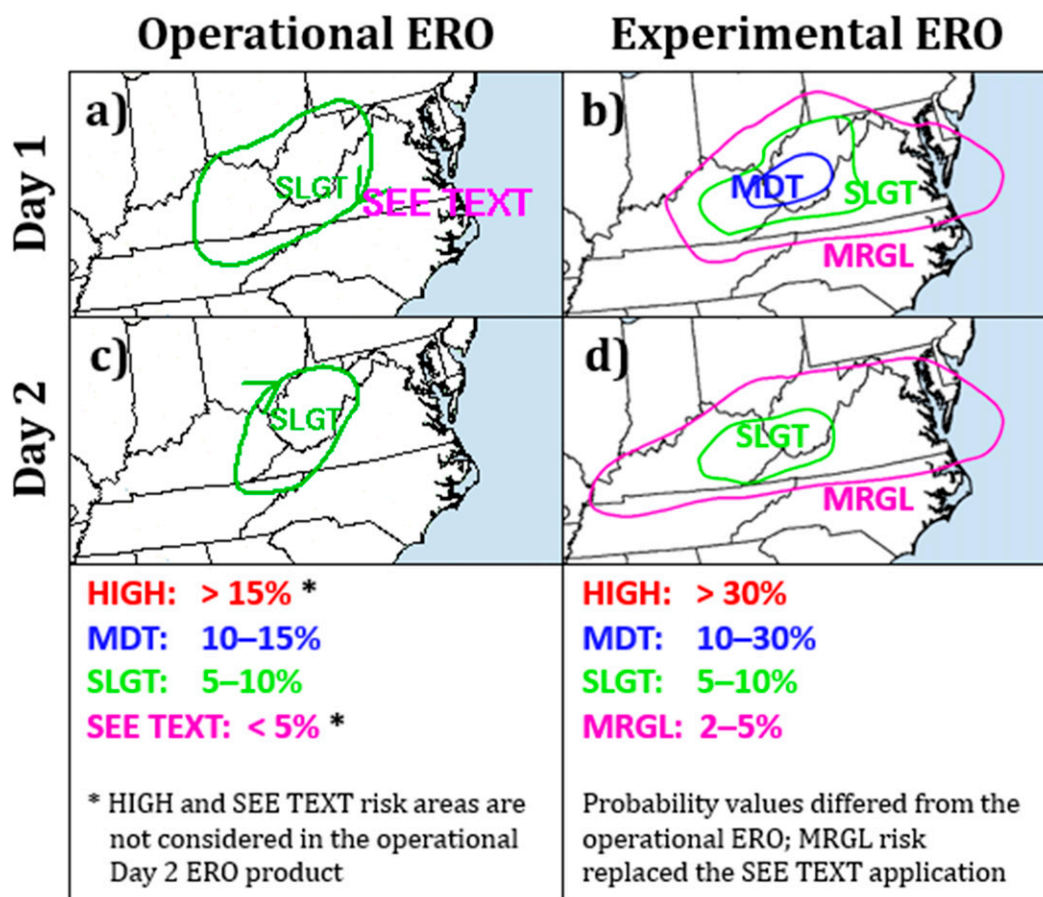 Operational ERO
Experimental ERO
Day 1
a)
SLGT
SEE TEXT
b)
MDT
SLGT
MRGL
Day 2
c)
SLGT
d)
SLGT
MRGL
HIGH: > 15% *
MDT: 10–15%
SLGT: 5–10%
SEE TEXT: < 5% *
* HIGH and SEE TEXT risk areas are
not considered in the operational
Day 2 ERO product
HIGH: > 30%
MDT: 10–30%
SLGT: 5–10%
MRGL: 2–5%
Probability values differed from the
operational ERO; MRGL risk
replaced the SEE TEXT application